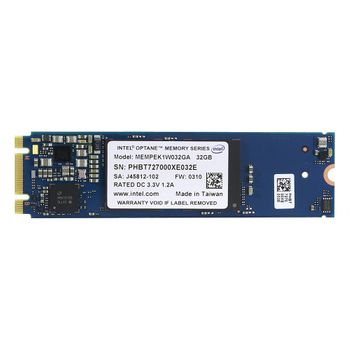 INTEL® OPTANE™ MEMORY SERIES
Model: MEMPEK1W032GA 32GB
SN: PHBT727000XE032E
SA: J45812-102 FW: 0310
RATED DC 3.3V 1.2A
www.intel.com Made in Taiwan
WARRANTY VOID IF LABEL REMOVED
intel